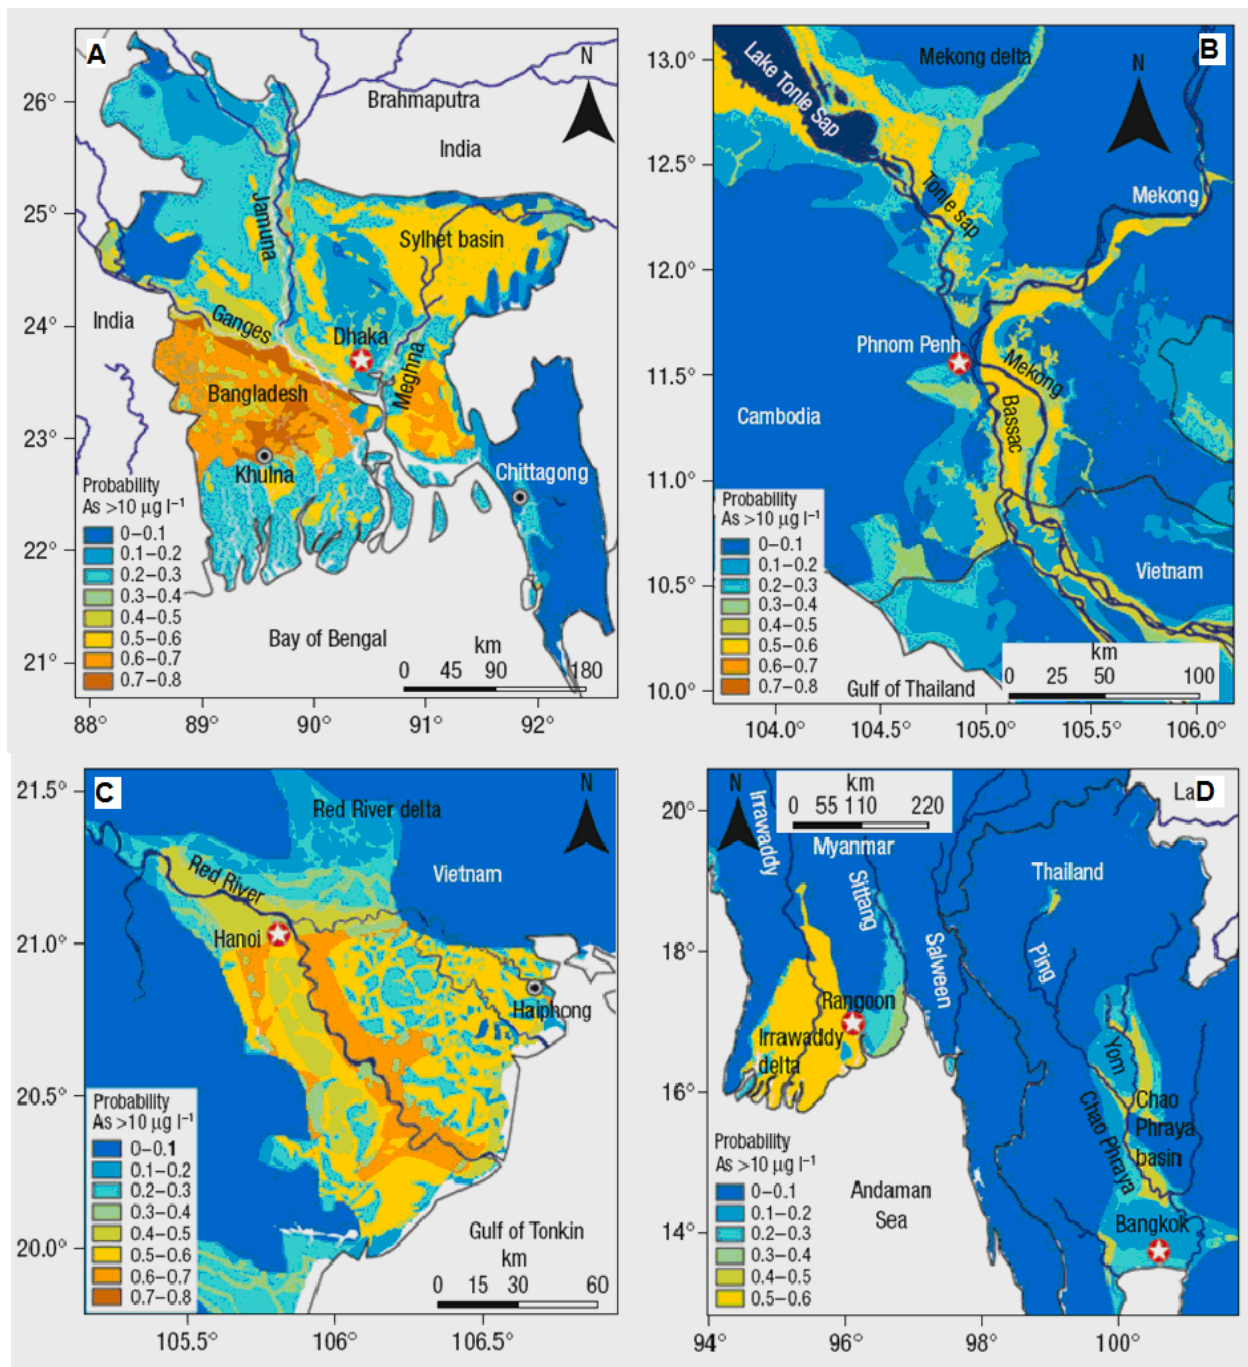 A
N
26°
Brahmaputra
India
25°
Jamuna
Sylhet basin
24°
India
Ganges
Dhaka
Meghna
Bangladesh
23°
Khulna
Chittagong
Probability
As >10 µg l⁻¹
0–0.1
0.1–0.2
0.2–0.3
0.3–0.4
0.4–0.5
0.5–0.6
0.6–0.7
0.7–0.8
22°
21°
Bay of Bengal
km
0 45 90 180
88° 89° 90° 91° 92°
B
N
13.0°
Lake Tonle Sap
Mekong delta
12.5°
Tonle sap
Mekong
12.0°
Phnom Penh
Mekong
11.5°
Cambodia
Bassac
11.0°
Probability
As >10 µg l⁻¹
0–0.1
0.1–0.2
0.2–0.3
0.3–0.4
0.4–0.5
0.5–0.6
0.6–0.7
0.7–0.8
Vietnam
10.5°
km
0 25 50 100
10.0°
Gulf of Thailand
104.0° 104.5° 105.0° 105.5° 106.0°
C
N
21.5°
Red River delta
Red River
Vietnam
21.0°
Hanoi
Haiphong
20.5°
Probability
As >10 µg l⁻¹
0–0.1
0.1–0.2
0.2–0.3
0.3–0.4
0.4–0.5
0.5–0.6
0.6–0.7
0.7–0.8
20.0°
Gulf of Tonkin
km
0 15 30 60
105.5° 106° 106.5°
D
N
km
0 55 110 220
La
20°
Irrawaddy
Myanmar
Sittang
Thailand
18°
Salween
Ping
Rangoon
Irrawaddy
delta
Yom
16°
Chao
Phraya
basin
Chao Phraya
Probability
As >10 µg l⁻¹
0–0.1
0.1–0.2
0.2–0.3
0.3–0.4
0.4–0.5
0.5–0.6
Andaman
Sea
14°
Bangkok
94° 96° 98° 100°